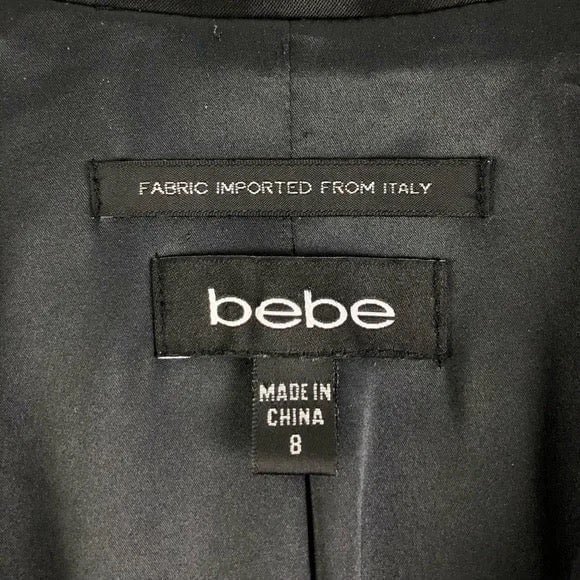 FABRIC IMPORTED FROM ITALY
bebe
MADE IN
CHINA
8